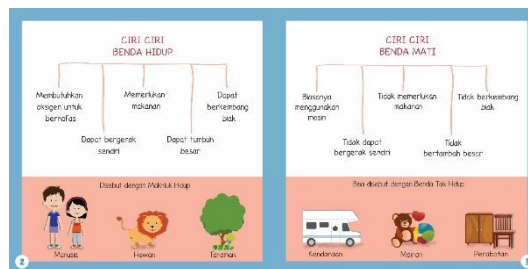 CIRI CIRI
BENDA HIDUP
Membutuhkan
oksigen untuk
bernafas
Memerlukan
makanan
Dapat
berkembang
biak
Dapat bergerak
sendiri
Dapat tumbuh
besar
Disebut dengan Makhluk Hidup
Manusia
Hewan
Tanaman
2
CIRI CIRI
BENDA MATI
Biasanya
menggunakan
mesin
Tidak memerlukan
makanan
Tidak berkembang
biak
Tidak dapat
bergerak sendiri
Tidak
bertambah besar
Bisa disebut dengan Benda Tak Hidup
Kendaraan
Mainan
Perabotan